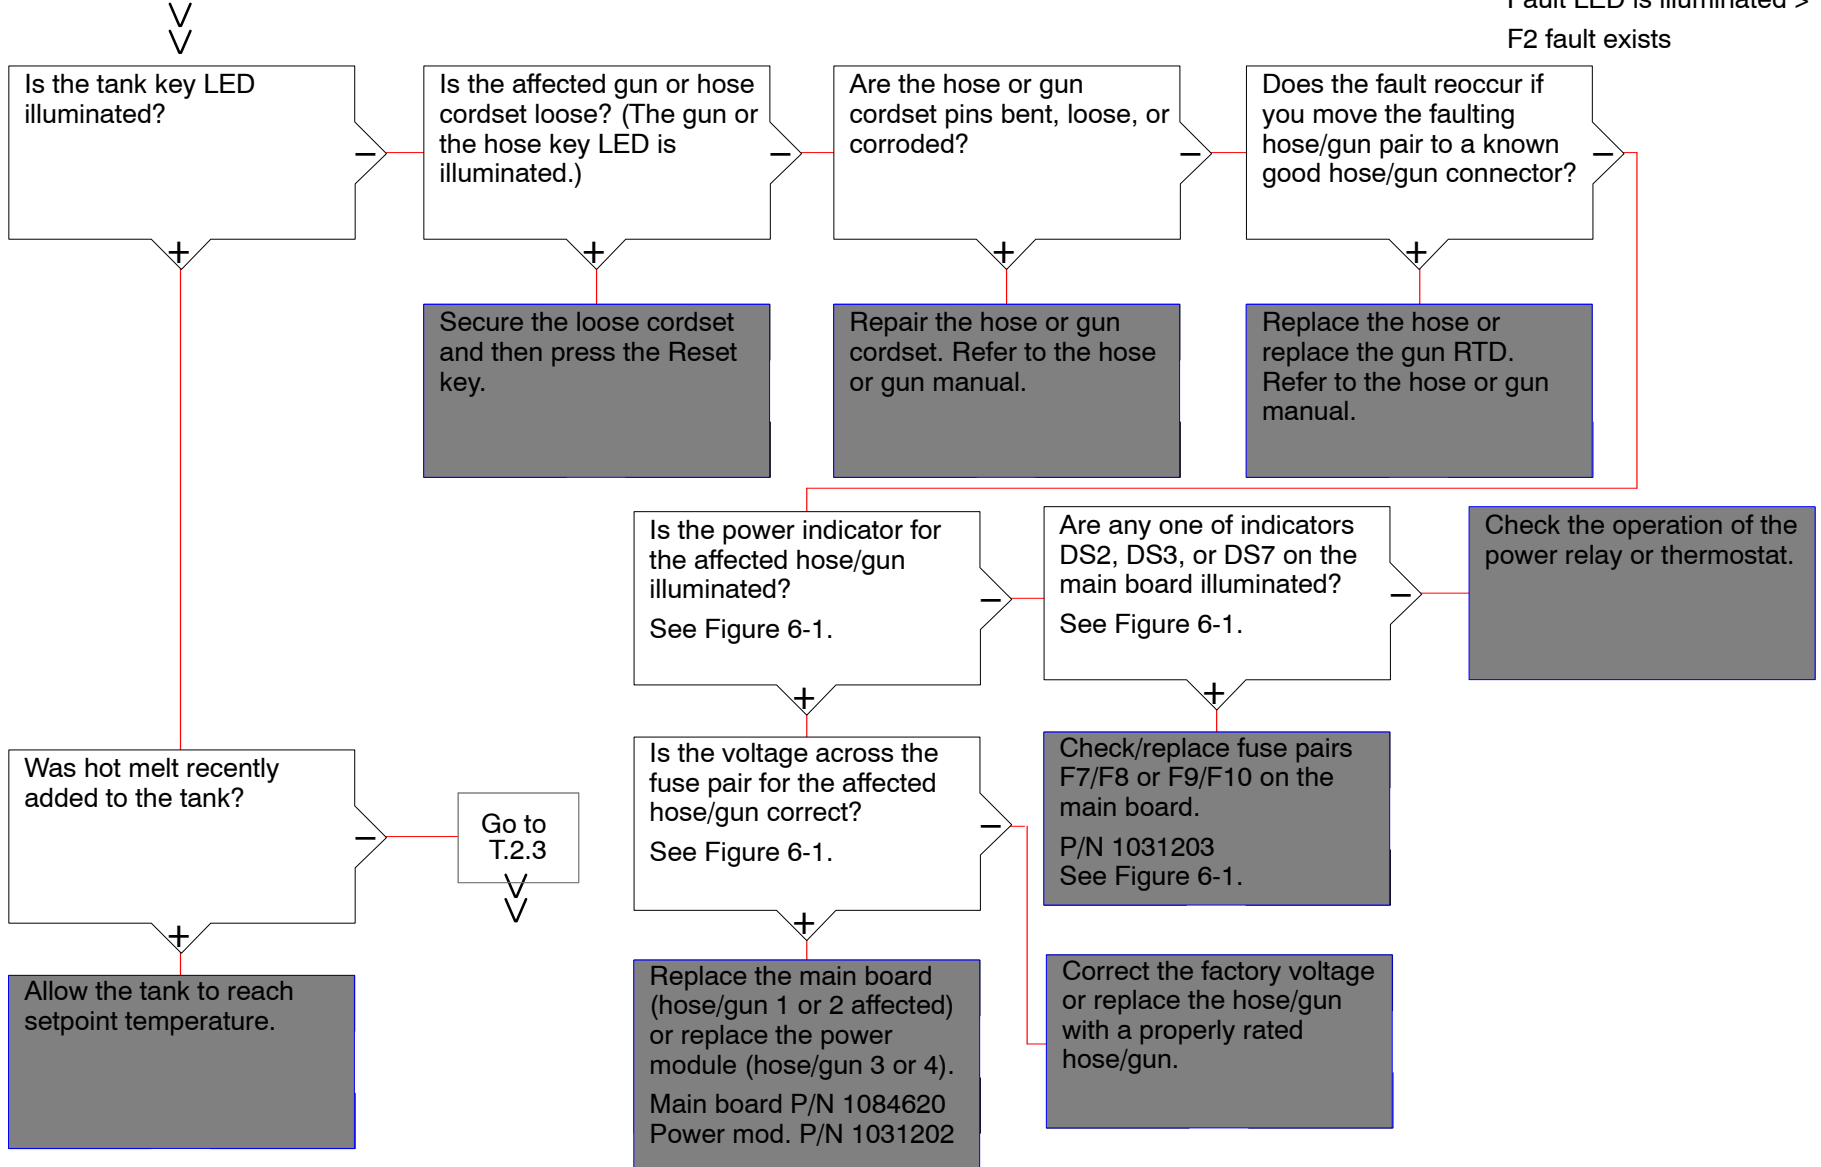 Fault LED is illuminated >
F2 fault exists
Is the tank key LED
illuminated?
–
+
Is the affected gun or hose
cordset loose? (The gun or
the hose key LED is
illuminated.)
–
+
Are the hose or gun
cordset pins bent, loose, or
corroded?
–
+
Does the fault reoccur if
you move the faulting
hose/gun pair to a known
good hose/gun connector?
–
+
Secure the loose cordset
and then press the Reset
key.
Repair the hose or gun
cordset. Refer to the hose
or gun manual.
Replace the hose or
replace the gun RTD.
Refer to the hose or gun
manual.
Is the power indicator for
the affected hose/gun
illuminated?
See Figure 6-1.
–
+
Are any one of indicators
DS2, DS3, or DS7 on the
main board illuminated?
See Figure 6-1.
–
+
Check the operation of the
power relay or thermostat.
Was hot melt recently
added to the tank?
–
+
Go to
T.2.3
Is the voltage across the
fuse pair for the affected
hose/gun correct?
See Figure 6-1.
–
+
Check/replace fuse pairs
F7/F8 or F9/F10 on the
main board.
P/N 1031203
See Figure 6-1.
Allow the tank to reach
setpoint temperature.
Replace the main board
(hose/gun 1 or 2 affected)
or replace the power
module (hose/gun 3 or 4).
Main board P/N 1084620
Power mod. P/N 1031202
Correct the factory voltage
or replace the hose/gun
with a properly rated
hose/gun.